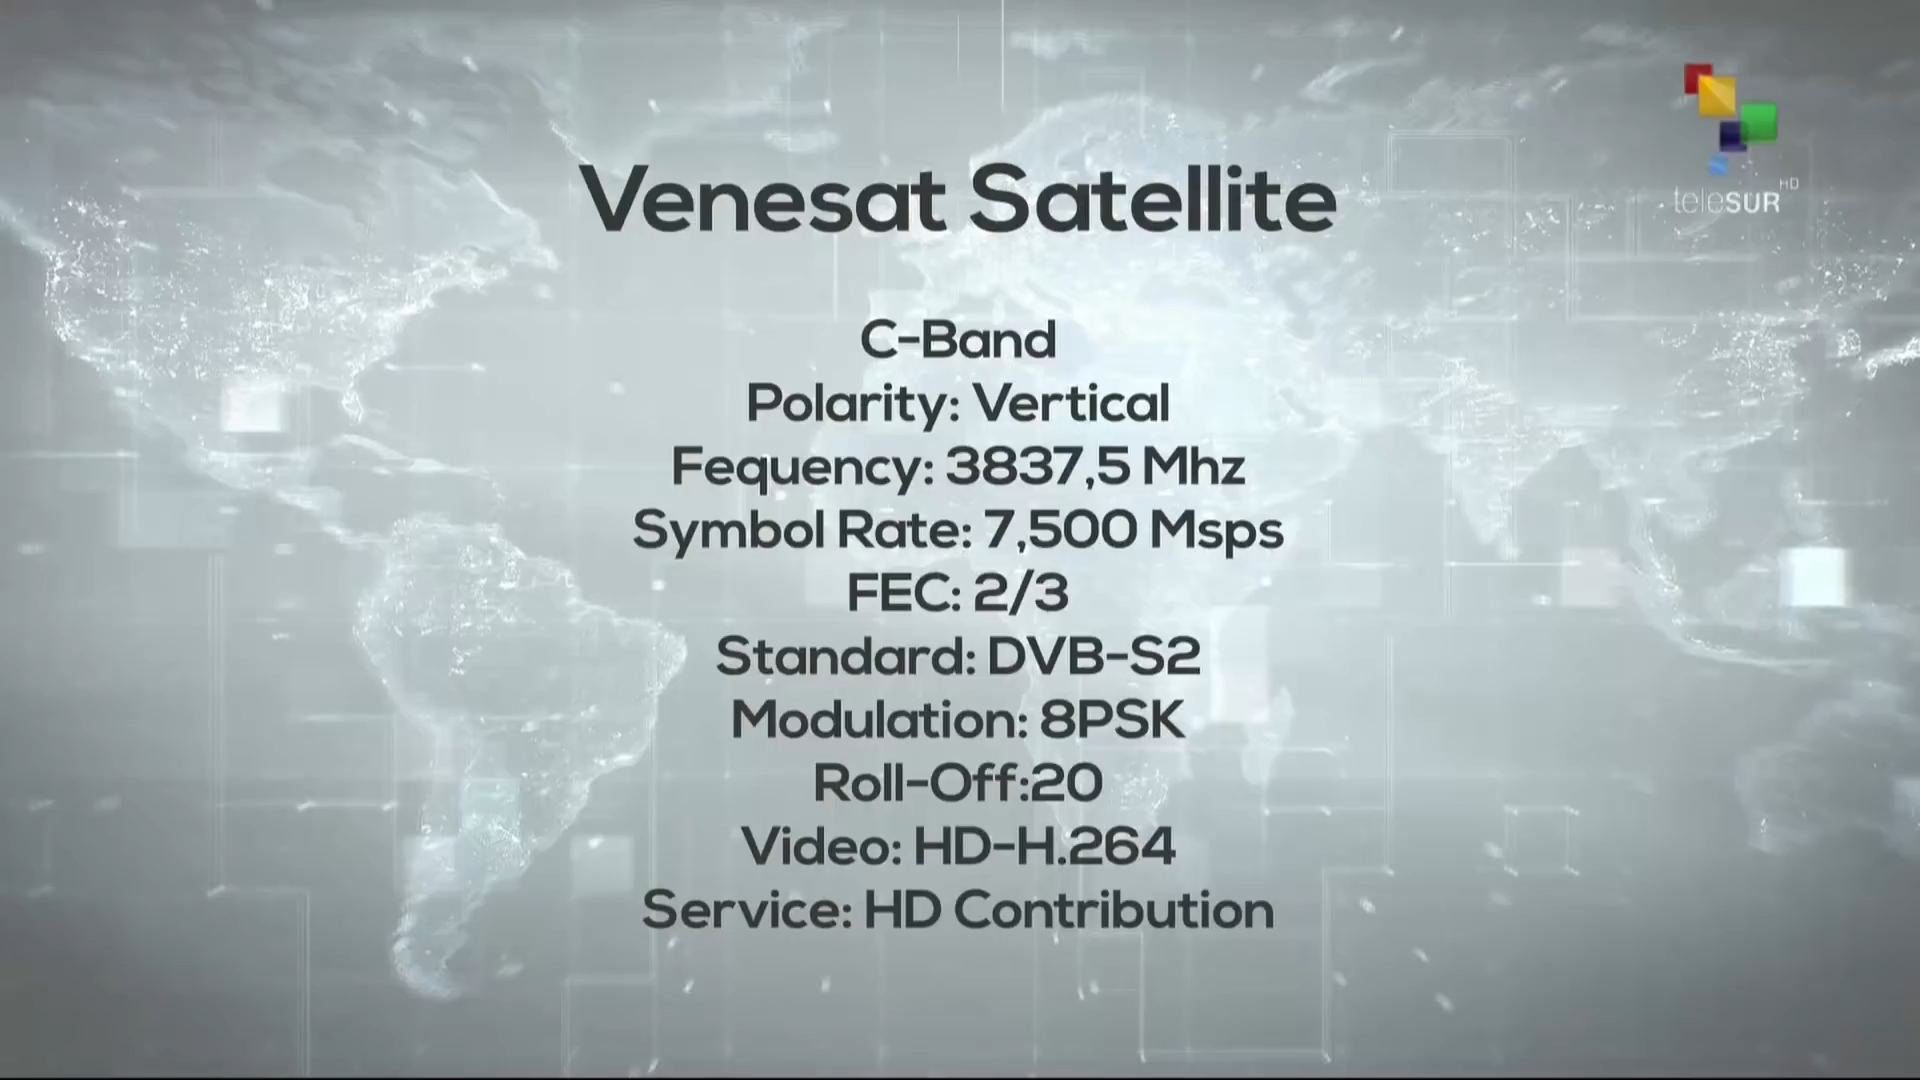 teleSUR HD
Venesat Satellite
C-Band
Polarity: Vertical
Fequency: 3837,5 Mhz
Symbol Rate: 7,500 Msps
FEC: 2/3
Standard: DVB-S2
Modulation: 8PSK
Roll-Off:20
Video: HD-H.264
Service: HD Contribution